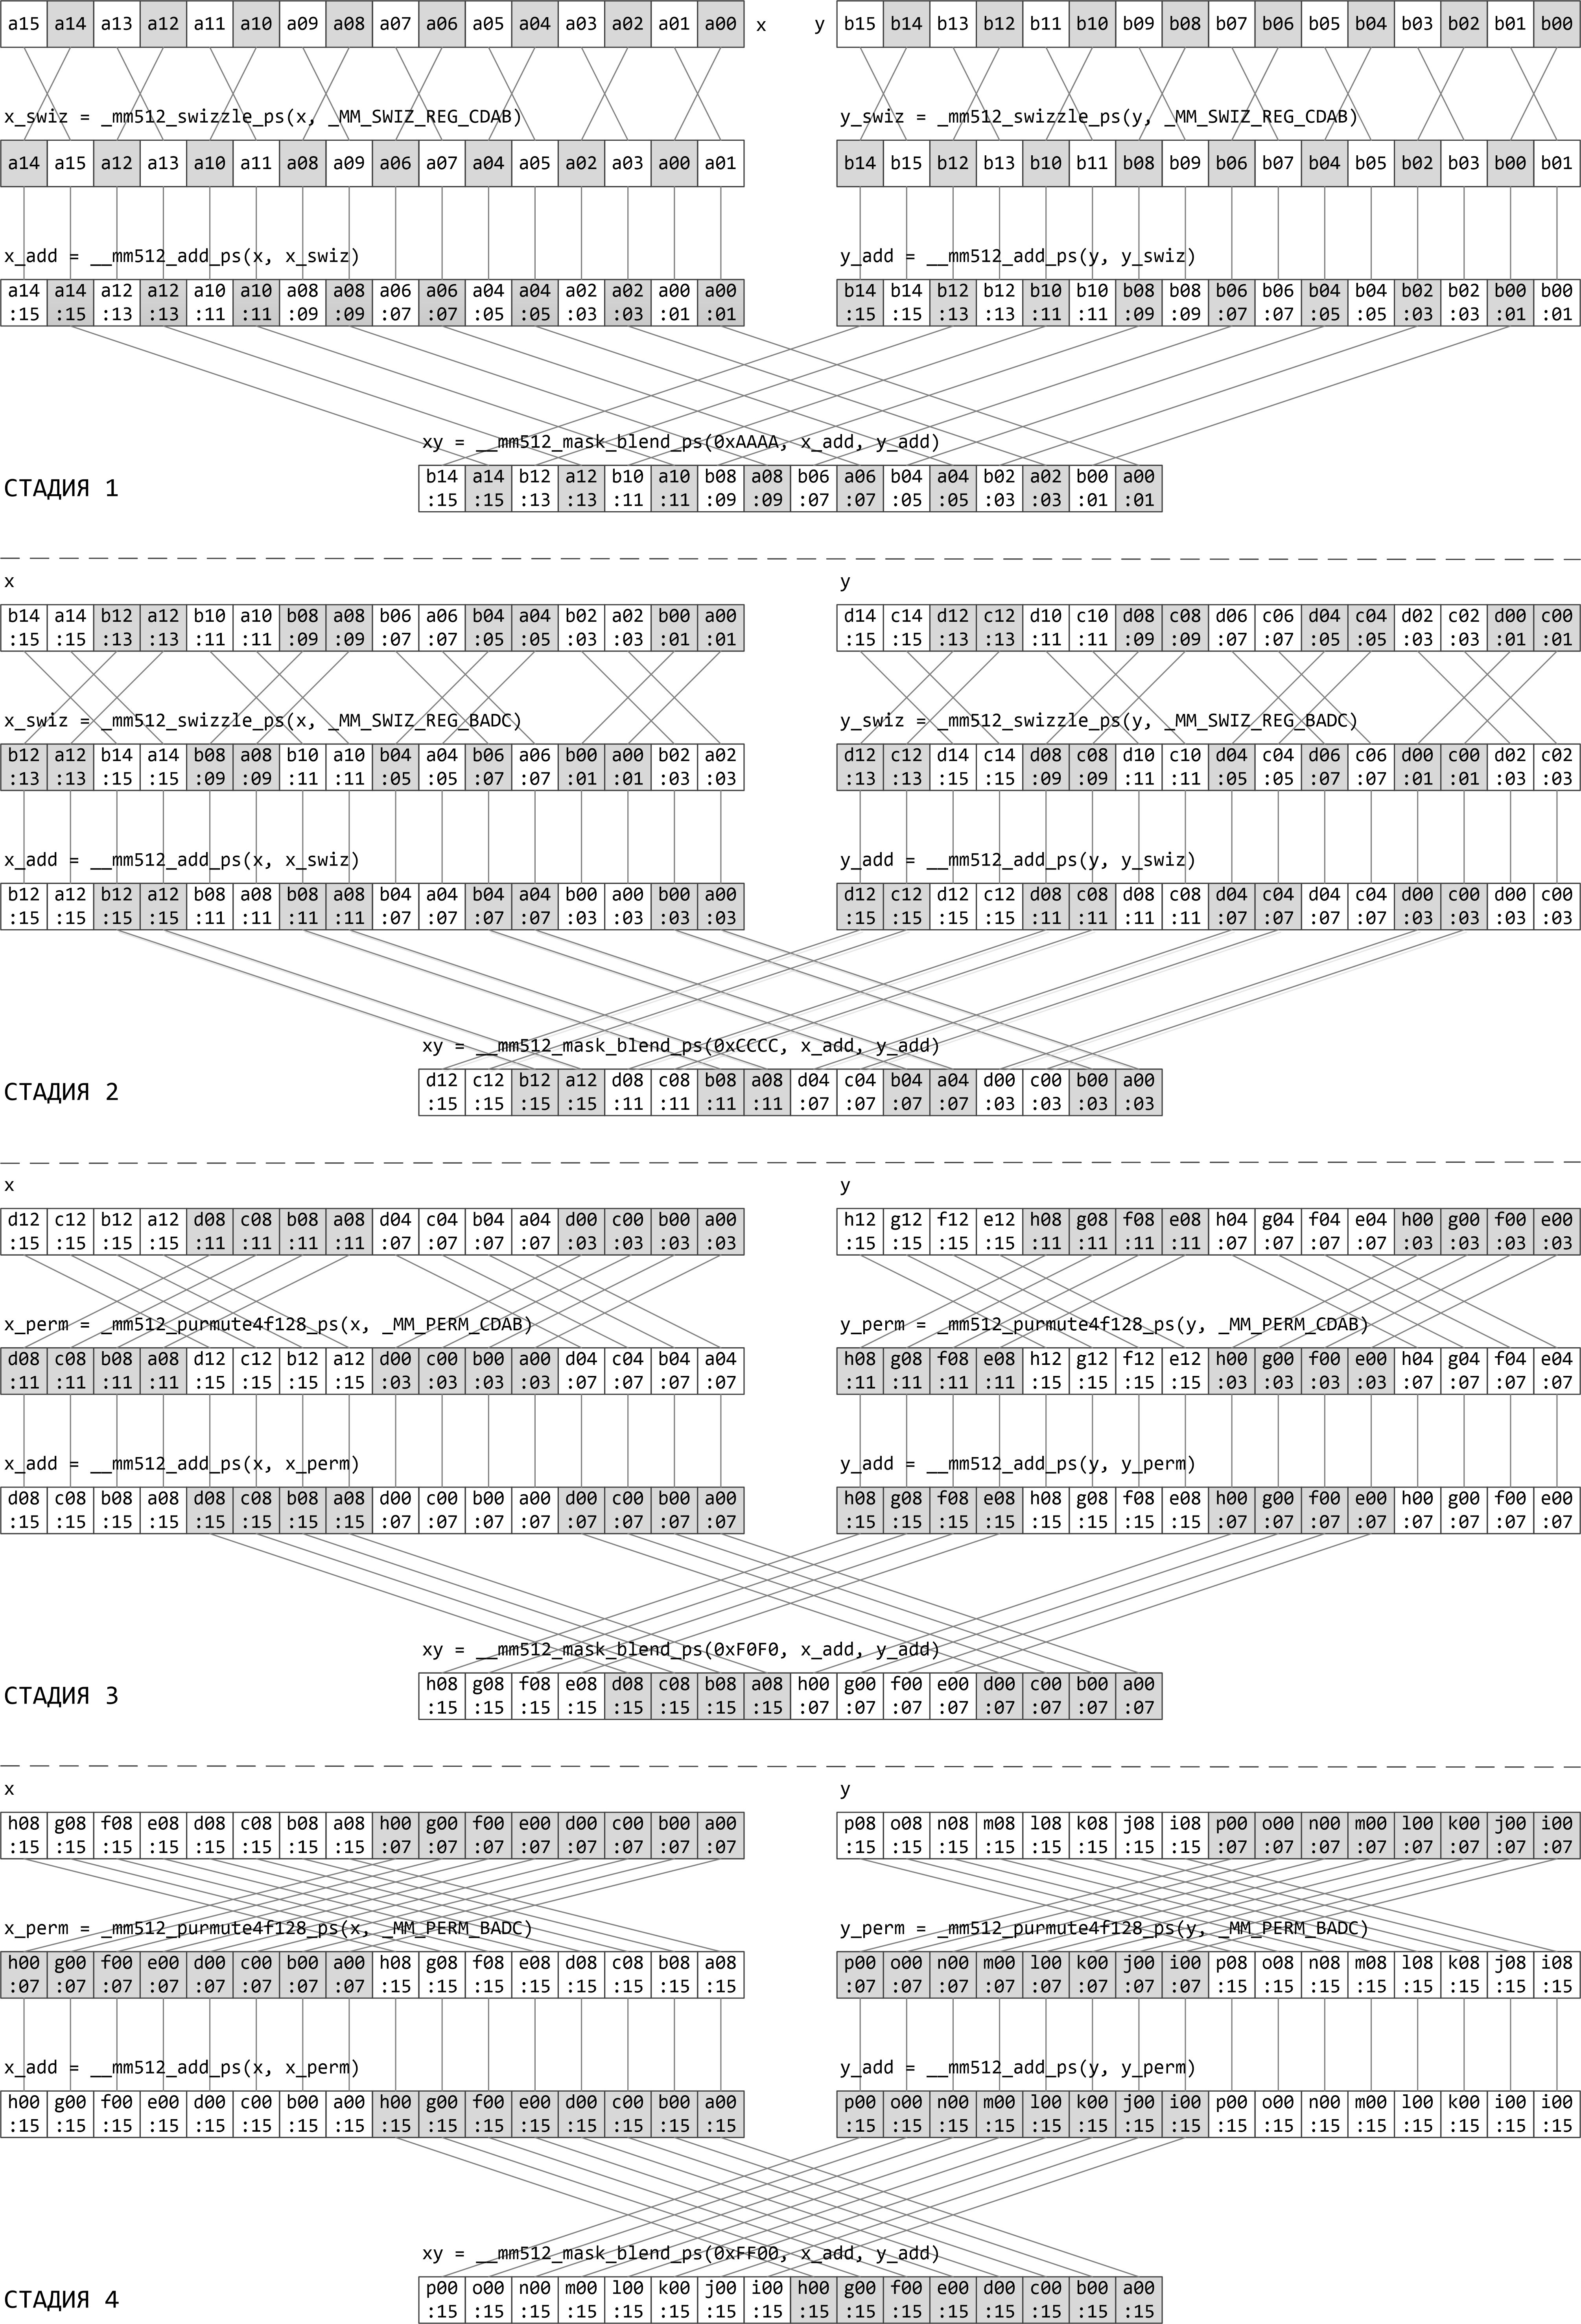 a15 a14 a13 a12 a11 a10 a09 a08 a07 a06 a05 a04 a03 a02 a01 a00 x y b15 b14 b13 b12 b11 b10 b09 b08 b07 b06 b05 b04 b03 b02 b01 b00
x_swiz = _mm512_swizzle_ps(x, _MM_SWIZ_REG_CDAB) y_swiz = _mm512_swizzle_ps(y, _MM_SWIZ_REG_CDAB)
a14 a15 a12 a13 a10 a11 a08 a09 a06 a07 a04 a05 a02 a03 a00 a01 b14 b15 b12 b13 b10 b11 b08 b09 b06 b07 b04 b05 b02 b03 b00 b01
x_add = __mm512_add_ps(x, x_swiz) y_add = __mm512_add_ps(y, y_swiz)
a14 a14 a12 a12 a10 a10 a08 a08 a06 a06 a04 a04 a02 a02 a00 a00 b14 b14 b12 b12 b10 b10 b08 b08 b06 b06 b04 b04 b02 b02 b00 b00
:15 :15 :13 :13 :11 :11 :09 :09 :07 :07 :05 :05 :03 :03 :01 :01 :15 :15 :13 :13 :11 :11 :09 :09 :07 :07 :05 :05 :03 :03 :01 :01
xy = __mm512_mask_blend_ps(0xAAAA, x_add, y_add)
b14 a14 b12 a12 b10 a10 b08 a08 b06 a06 b04 a04 b02 a02 b00 a00
:15 :15 :13 :13 :11 :11 :09 :09 :07 :07 :05 :05 :03 :03 :01 :01
СТАДИЯ 1
x y
b14 a14 b12 a12 b10 a10 b08 a08 b06 a06 b04 a04 b02 a02 b00 a00 d14 c14 d12 c12 d10 c10 d08 c08 d06 c06 d04 c04 d02 c02 d00 c00
:15 :15 :13 :13 :11 :11 :09 :09 :07 :07 :05 :05 :03 :03 :01 :01 :15 :15 :13 :13 :11 :11 :09 :09 :07 :07 :05 :05 :03 :03 :01 :01
x_swiz = _mm512_swizzle_ps(x, _MM_SWIZ_REG_BADC) y_swiz = _mm512_swizzle_ps(y, _MM_SWIZ_REG_BADC)
b12 a12 b14 a14 b08 a08 b10 a10 b04 a04 b06 a06 b00 a00 b02 a02 d12 c12 d14 c14 d08 c08 d10 c10 d04 c04 d06 c06 d00 c00 d02 c02
:13 :13 :15 :15 :09 :09 :11 :11 :05 :05 :07 :07 :01 :01 :03 :03 :13 :13 :15 :15 :09 :09 :11 :11 :05 :05 :07 :07 :01 :01 :03 :03
x_add = __mm512_add_ps(x, x_swiz) y_add = __mm512_add_ps(y, y_swiz)
b12 a12 b12 a12 b08 a08 b08 a08 b04 a04 b04 a04 b00 a00 b00 a00 d12 c12 d12 c12 d08 c08 d08 c08 d04 c04 d04 c04 d00 c00 d00 c00
:15 :15 :15 :15 :11 :11 :11 :11 :07 :07 :07 :07 :03 :03 :03 :03 :15 :15 :15 :15 :11 :11 :11 :11 :07 :07 :07 :07 :03 :03 :03 :03
xy = __mm512_mask_blend_ps(0xCCCC, x_add, y_add)
d12 c12 b12 a12 d08 c08 b08 a08 d04 c04 b04 a04 d00 c00 b00 a00
:15 :15 :15 :15 :11 :11 :11 :11 :07 :07 :07 :07 :03 :03 :03 :03
СТАДИЯ 2
x y
d12 c12 b12 a12 d08 c08 b08 a08 d04 c04 b04 a04 d00 c00 b00 a00 h12 g12 f12 e12 h08 g08 f08 e08 h04 g04 f04 e04 h00 g00 f00 e00
:15 :15 :15 :15 :11 :11 :11 :11 :07 :07 :07 :07 :03 :03 :03 :03 :15 :15 :15 :15 :11 :11 :11 :11 :07 :07 :07 :07 :03 :03 :03 :03
x_perm = _mm512_purmute4f128_ps(x, _MM_PERM_CDAB) y_perm = _mm512_purmute4f128_ps(y, _MM_PERM_CDAB)
d08 c08 b08 a08 d12 c12 b12 a12 d00 c00 b00 a00 d04 c04 b04 a04 h08 g08 f08 e08 h12 g12 f12 e12 h00 g00 f00 e00 h04 g04 f04 e04
:11 :11 :11 :11 :15 :15 :15 :15 :03 :03 :03 :03 :07 :07 :07 :07 :11 :11 :11 :11 :15 :15 :15 :15 :03 :03 :03 :03 :07 :07 :07 :07
x_add = __mm512_add_ps(x, x_perm) y_add = __mm512_add_ps(y, y_perm)
d08 c08 b08 a08 d08 c08 b08 a08 d00 c00 b00 a00 d00 c00 b00 a00 h08 g08 f08 e08 h08 g08 f08 e08 h00 g00 f00 e00 h00 g00 f00 e00
:15 :15 :15 :15 :15 :15 :15 :15 :07 :07 :07 :07 :07 :07 :07 :07 :15 :15 :15 :15 :15 :15 :15 :15 :07 :07 :07 :07 :07 :07 :07 :07
xy = __mm512_mask_blend_ps(0xF0F0, x_add, y_add)
h08 g08 f08 e08 d08 c08 b08 a08 h00 g00 f00 e00 d00 c00 b00 a00
:15 :15 :15 :15 :15 :15 :15 :15 :07 :07 :07 :07 :07 :07 :07 :07
СТАДИЯ 3
x y
h08 g08 f08 e08 d08 c08 b08 a08 h00 g00 f00 e00 d00 c00 b00 a00 p08 o08 n08 m08 l08 k08 j08 i08 p00 o00 n00 m00 l00 k00 j00 i00
:15 :15 :15 :15 :15 :15 :15 :15 :07 :07 :07 :07 :07 :07 :07 :07 :15 :15 :15 :15 :15 :15 :15 :15 :07 :07 :07 :07 :07 :07 :07 :07
x_perm = _mm512_purmute4f128_ps(x, _MM_PERM_BADC) y_perm = _mm512_purmute4f128_ps(y, _MM_PERM_BADC)
h00 g00 f00 e00 d00 c00 b00 a00 h08 g08 f08 e08 d08 c08 b08 a08 p00 o00 n00 m00 l00 k00 j00 i00 p08 o08 n08 m08 l08 k08 j08 i08
:07 :07 :07 :07 :07 :07 :07 :07 :15 :15 :15 :15 :15 :15 :15 :15 :07 :07 :07 :07 :07 :07 :07 :07 :15 :15 :15 :15 :15 :15 :15 :15
x_add = __mm512_add_ps(x, x_perm) y_add = __mm512_add_ps(y, y_perm)
h00 g00 f00 e00 d00 c00 b00 a00 h00 g00 f00 e00 d00 c00 b00 a00 p00 o00 n00 m00 l00 k00 j00 i00 p00 o00 n00 m00 l00 k00 i00 i00
:15 :15 :15 :15 :15 :15 :15 :15 :15 :15 :15 :15 :15 :15 :15 :15 :15 :15 :15 :15 :15 :15 :15 :15 :15 :15 :15 :15 :15 :15 :15 :15
xy = __mm512_mask_blend_ps(0xFF00, x_add, y_add)
p00 o00 n00 m00 l00 k00 j00 i00 h00 g00 f00 e00 d00 c00 b00 a00
:15 :15 :15 :15 :15 :15 :15 :15 :15 :15 :15 :15 :15 :15 :15 :15
СТАДИЯ 4